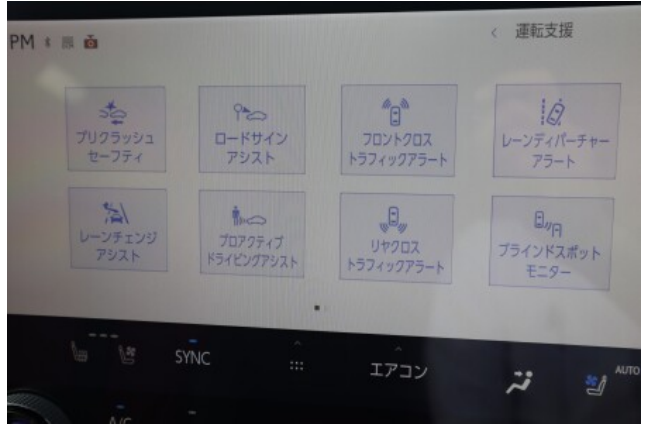 PM
運転支援
プリクラッシュ
セーフティ
ロードサイン
アシスト
フロントクロス
トラフィックアラート
レーンディパーチャー
アラート
レーンチェンジ
アシスト
プロアクティブ
ドライビングアシスト
リヤクロス
トラフィックアラート
ブラインドスポット
モニター
SYNC
エアコン
AUTO
A/C